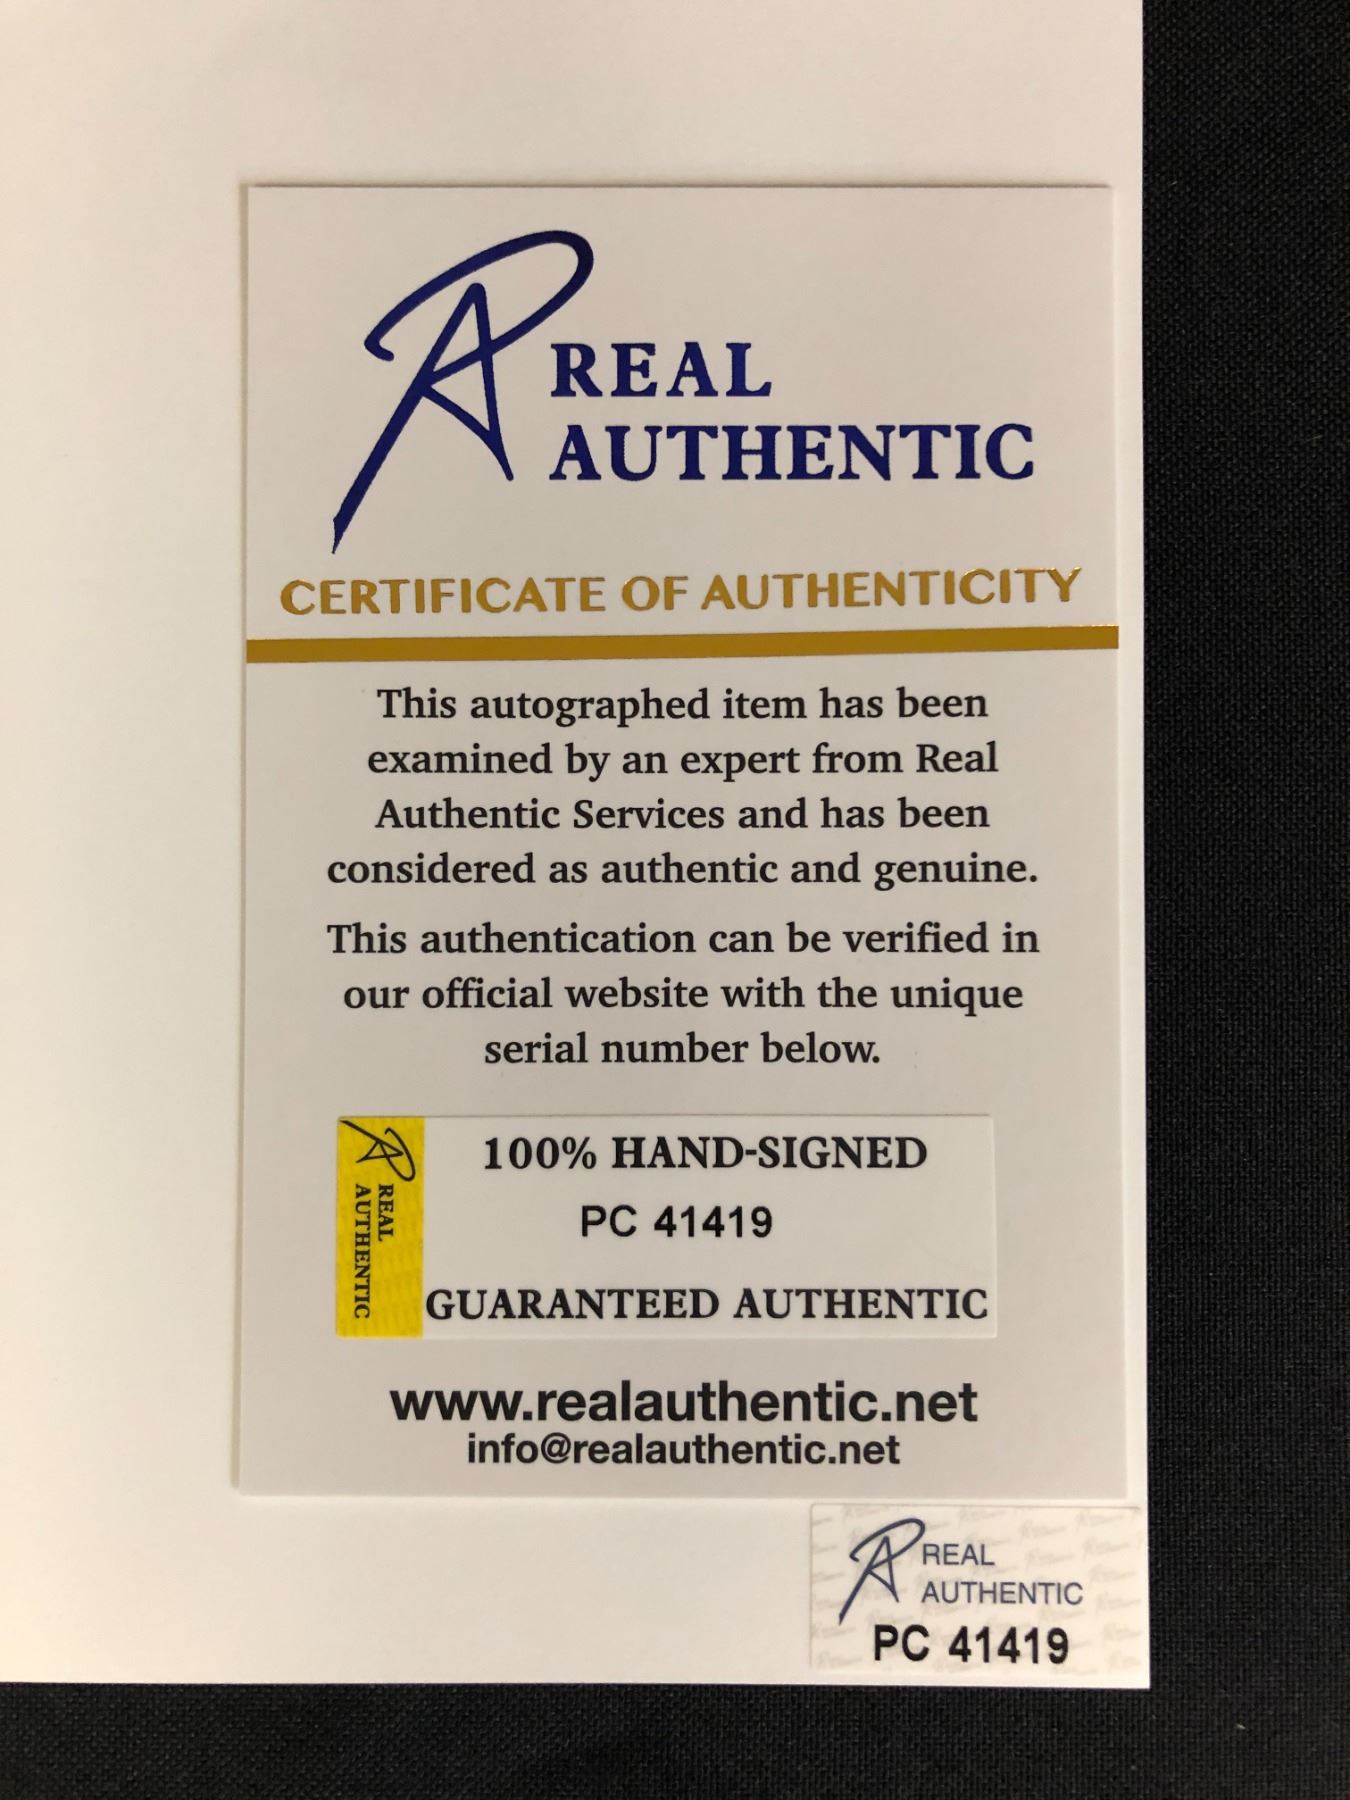 REAL
AUTHENTIC
CERTIFICATE OF AUTHENTICITY
This autographed item has been
examined by an expert from Real
Authentic Services and has been
considered as authentic and genuine.
This authentication can be verified in
our official website with the unique
serial number below.
REAL
AUTHENTIC
100% HAND-SIGNED
PC 41419
GUARANTEED AUTHENTIC
www.realauthentic.net
info@realauthentic.net
REAL
AUTHENTIC
PC 41419